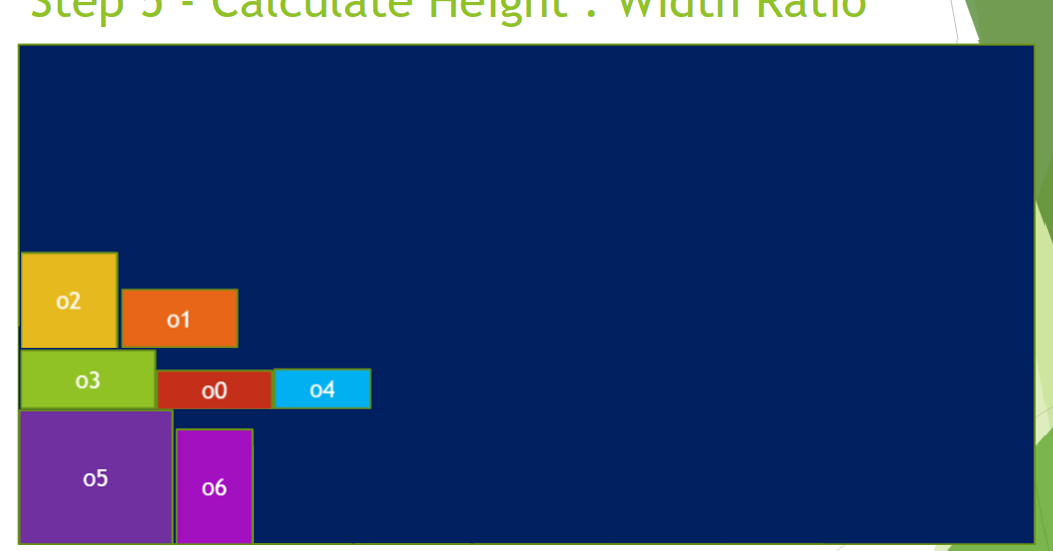 Step 5 - Calculate Height : Width Ratio
o2
o1
o3
o0
o4
o5
o6